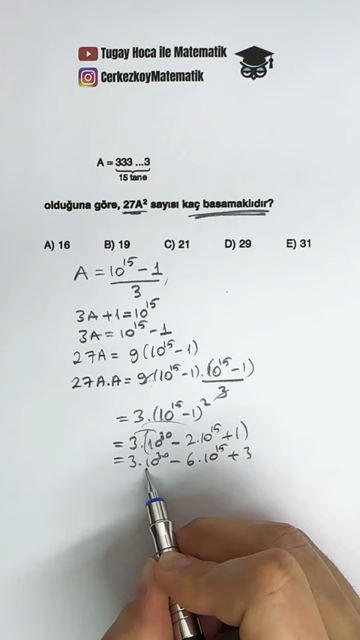 Tugay Hoca ile Matematik
CerkezkoyMatematik
A = 333 ...3
15 tane
olduğuna göre, 27A² sayısı kaç basamaklıdır?
A) 16 B) 19 C) 21 D) 29 E) 31
A = 10¹⁵ - 1 / 3
3A + 1 = 10¹⁵
3A = 10¹⁵ - 1
27A = 9(10¹⁵ - 1)
27A.A = 9.(10¹⁵ - 1).(10¹⁵ - 1) / 3
= 3.(10¹⁵ - 1)²
= 3.(10³⁰ - 2.10¹⁵ + 1)
= 3.10³⁰ - 6.10¹⁵ + 3